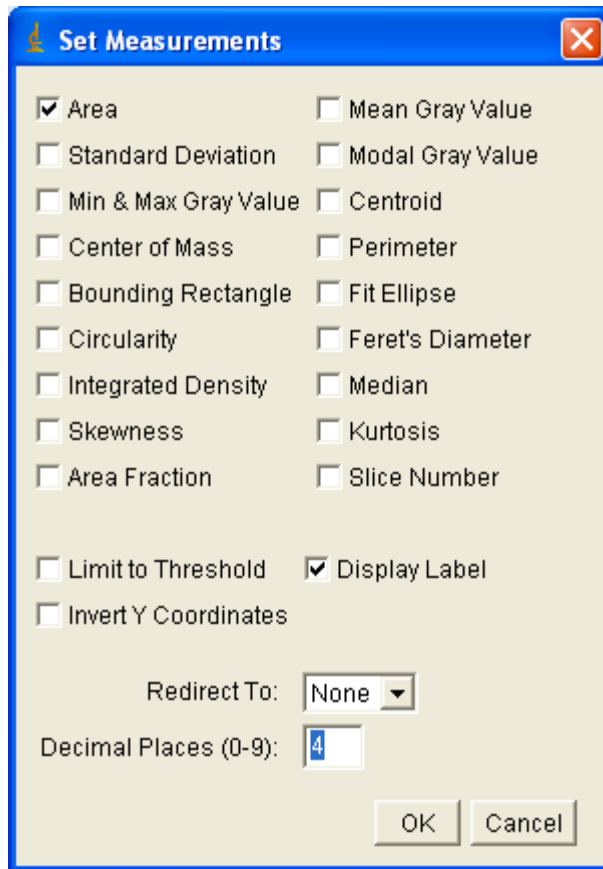 Set Measurements
Area Mean Gray Value
Standard Deviation Modal Gray Value
Min & Max Gray Value Centroid
Center of Mass Perimeter
Bounding Rectangle Fit Ellipse
Circularity Feret's Diameter
Integrated Density Median
Skewness Kurtosis
Area Fraction Slice Number
Limit to Threshold Display Label
Invert Y Coordinates
Redirect To: None
Decimal Places (0-9): 4
OK Cancel